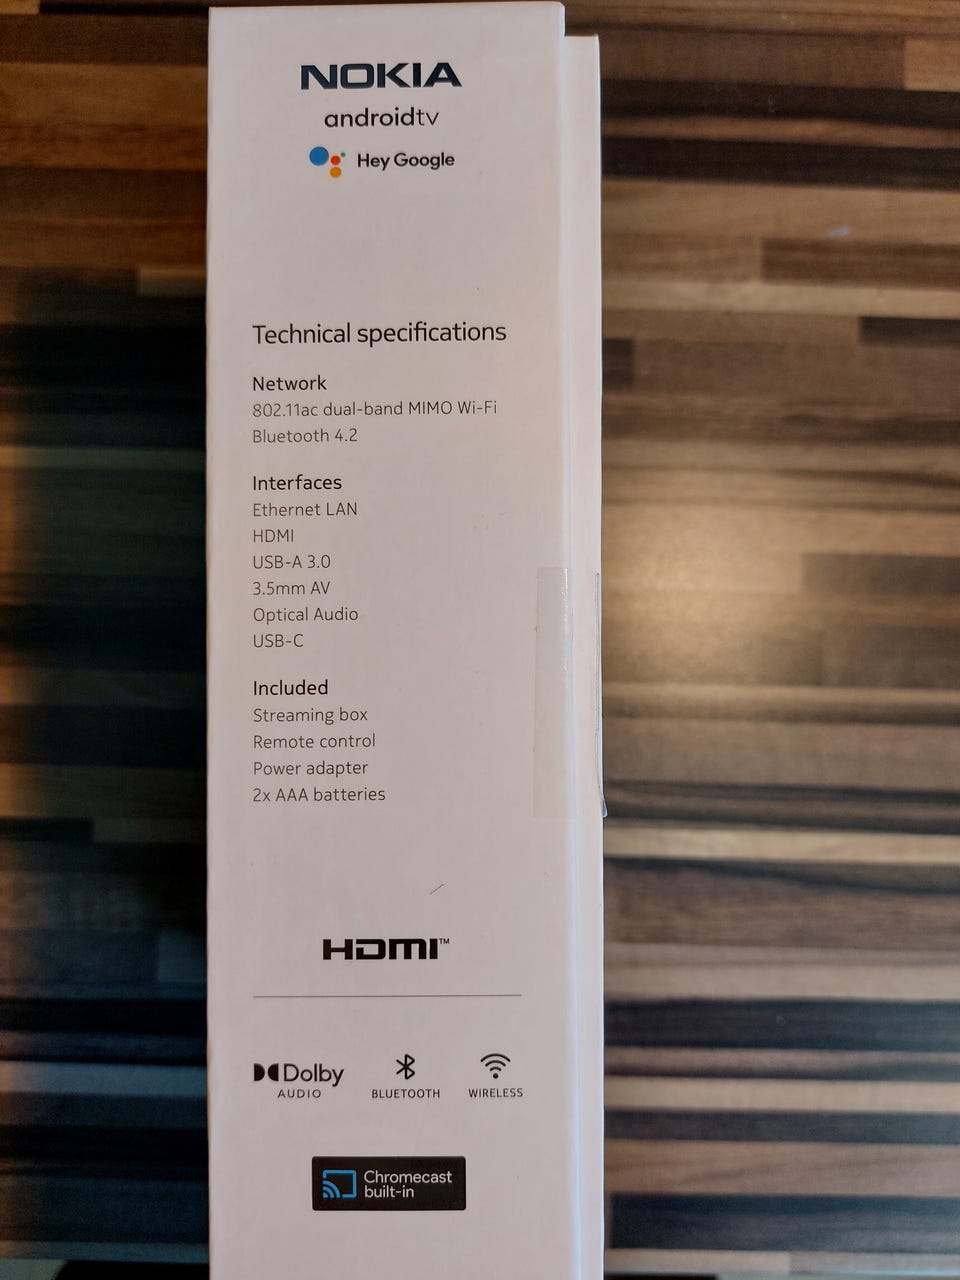 NOKIA
androidtv
Hey Google
Technical specifications
Network
802.11ac dual-band MIMO Wi-Fi
Bluetooth 4.2
Interfaces
Ethernet LAN
HDMI
USB-A 3.0
3.5mm AV
Optical Audio
USB-C
Included
Streaming box
Remote control
Power adapter
2x AAA batteries
HDMI™
Dolby
AUDIO
BLUETOOTH
WIRELESS
Chromecast
built-in